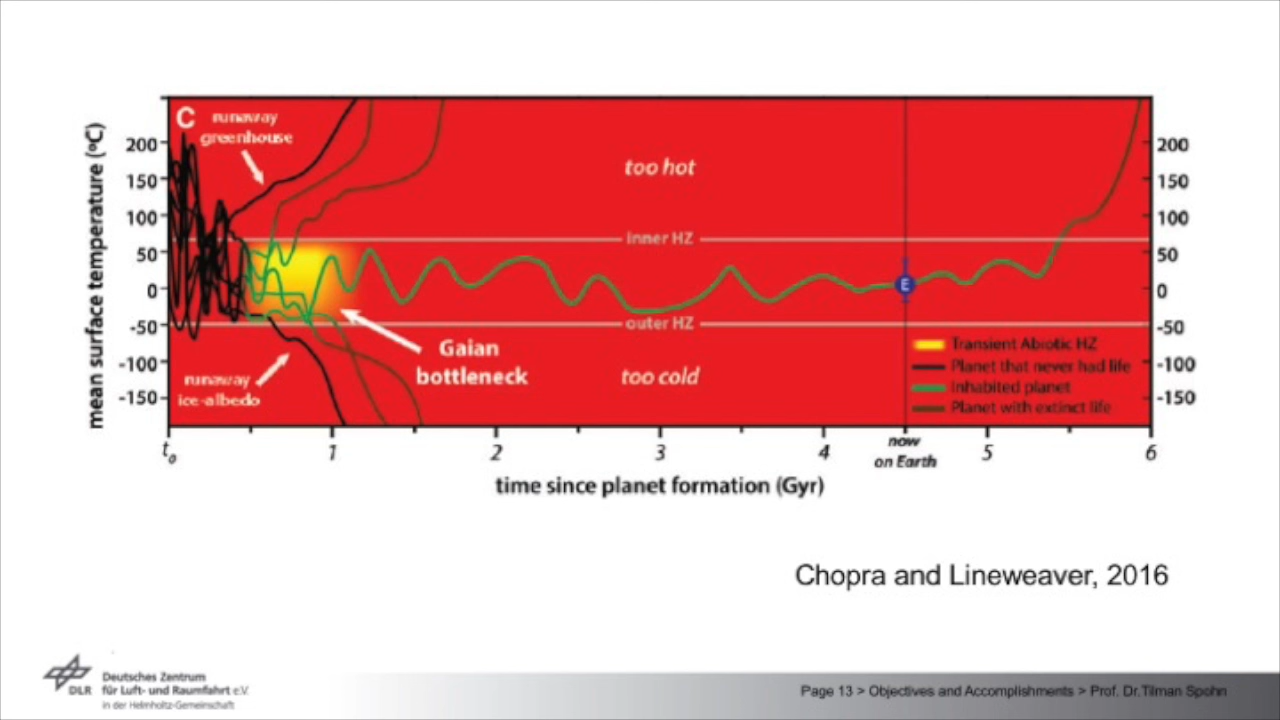 C
runaway
greenhouse
too hot
inner HZ
outer HZ
too cold
Gaian
bottleneck
runaway
ice-albedo
E
Transient Abiotic HZ
Planet that never had life
Inhabited planet
Planet with extinct life
mean surface temperature (ºC)
200
150
100
50
0
-50
-100
-150
200
150
100
50
0
-50
-100
-150
t₀ 1 2 3 4 5 6
now
on Earth
time since planet formation (Gyr)
Chopra and Lineweaver, 2016
DLR
Deutsches Zentrum
für Luft- und Raumfahrt e.V.
in der Helmholtz-Gemeinschaft
Page 13 > Objectives and Accomplishments > Prof. Dr.Tilman Spohn